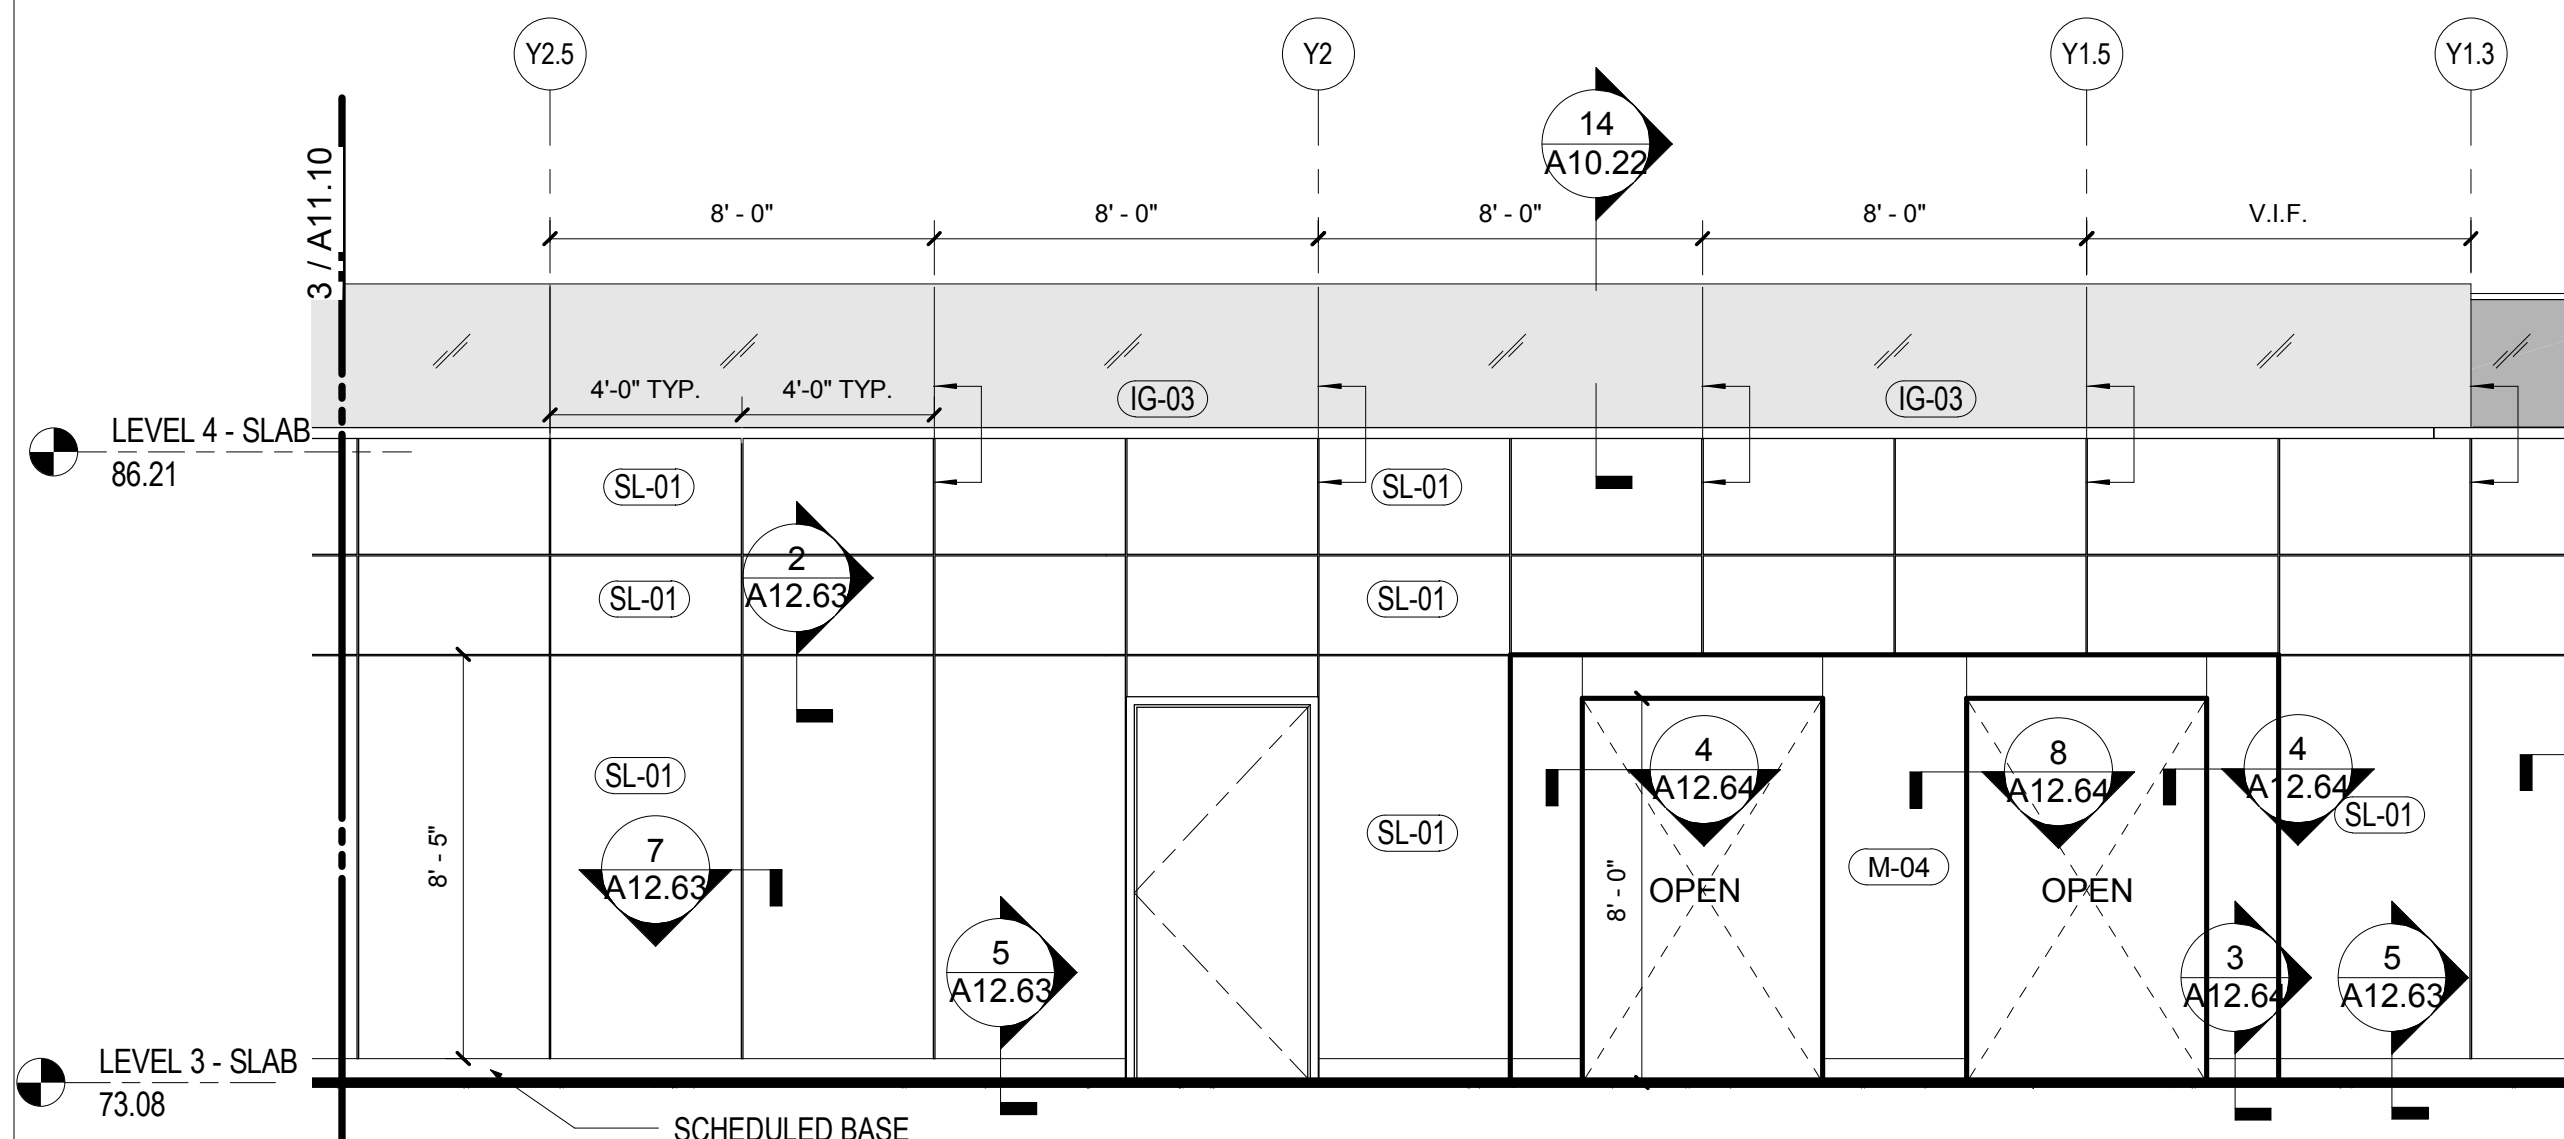 Y2.5
Y2
Y1.5
Y1.3
14
A10.22
3 / A11.10
8' - 0"
8' - 0"
8' - 0"
8' - 0"
V.I.F.
4'-0" TYP.
4'-0" TYP.
IG-03
IG-03
LEVEL 4 - SLAB
86.21
SL-01
SL-01
2
A12.63
SL-01
SL-01
4
A12.64
8
A12.64
4
A12.64
SL-01
SL-01
SL-01
8' - 5"
7
A12.63
M-04
8' - 0"
OPEN
OPEN
5
A12.63
3
A12.64
5
A12.63
LEVEL 3 - SLAB
73.08
SCHEDULED BASE